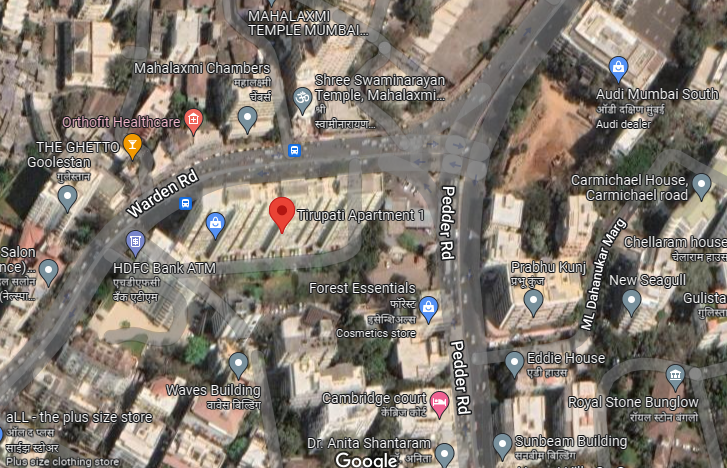 MAHALAXMI
TEMPLE MUMBAI...
Mahalaxmi Chambers
महालक्ष्मी
चेंबर्स
Shree Swaminarayan
Temple, Mahalaxmi...
श्री
स्वामीनारायण...
Audi Mumbai South
ऑडी दक्षिण मुंबई
Audi dealer
Orthofit Healthcare
THE GHETTO
Goolestan
गुलेस्तान
Warden Rd
Pedder Rd
Carmichael House,
Carmichael road
Tirupati Apartment 1
ML Dahanukar Marg
Chellaram house
चेलाराम हाउस
Salon
nce)...
HDFC Bank ATM
एचडीएफसी
बँक एटीएम
Prabhu Kunj
प्रभु कुंज
New Seagull
Forest Essentials
फॉरेस्ट
इसेन्शिअल्स
Cosmetics store
Gulista
Pedder Rd
Eddie House
एडी हाउस
Waves Building
वावेस बिल्डिंग
Cambridge court
केंब्रिज कोर्ट
Royal Stone Bunglow
रॉयल स्टोन बंगलो
aLL - the plus size store
Plus size clothing store
Dr. Anita Shantaram
Sunbeam Building
सनबीम बिल्डिंग
Google